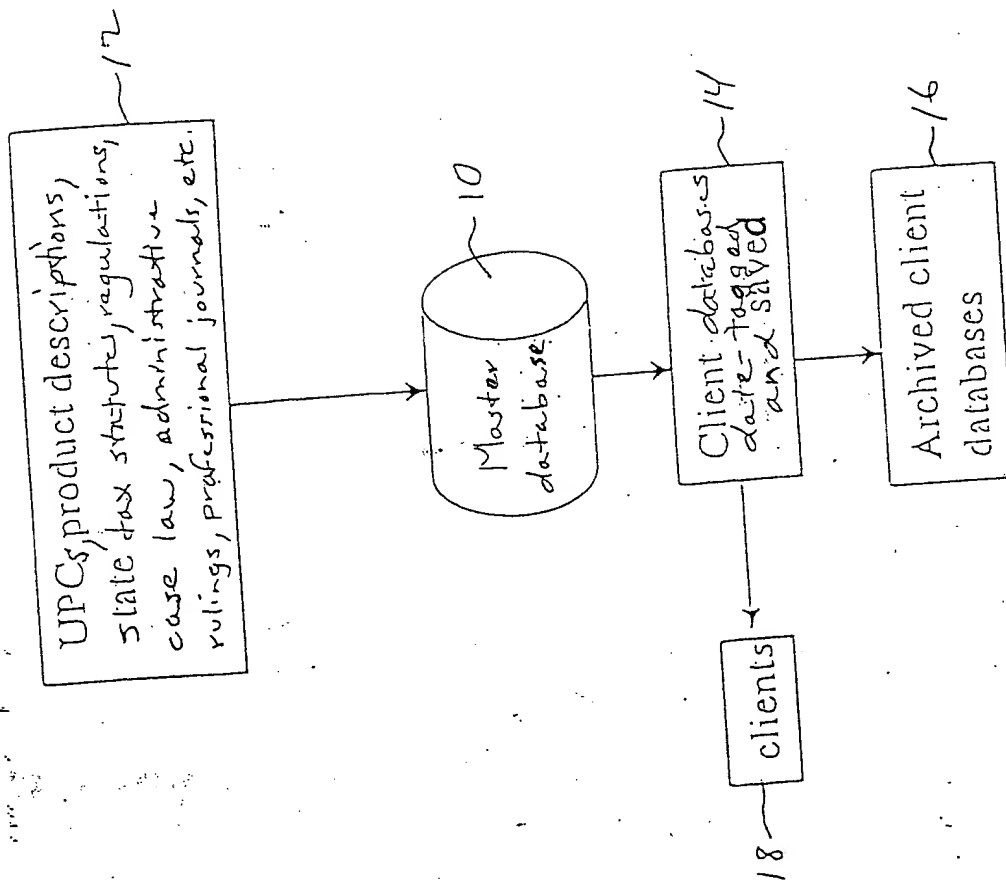 UPCs, product descriptions,
state tax statutes, regulations,
case law, administrative
rulings, professional journals, etc.
12
10
Master
database
Client databases
date-tagged
and saved
14
clients
18
Archived client
databases
16